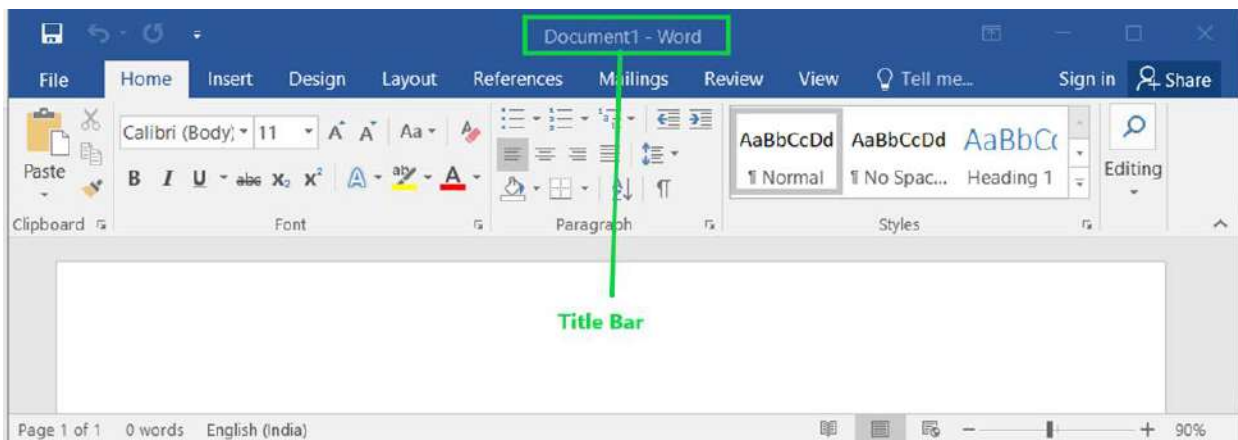 Document1 - Word
File Home Insert Design Layout References Mailings Review View Tell me... Sign in Share
Paste
Calibri (Body) 11 A A Aa
B I U abc X₂ X² A aby A
AaBbCcDd AaBbCcDd AaBbCc
¶ Normal ¶ No Spac... Heading 1
Editing
Clipboard Font Paragraph Styles
Title Bar
Page 1 of 1 0 words English (India) 90%